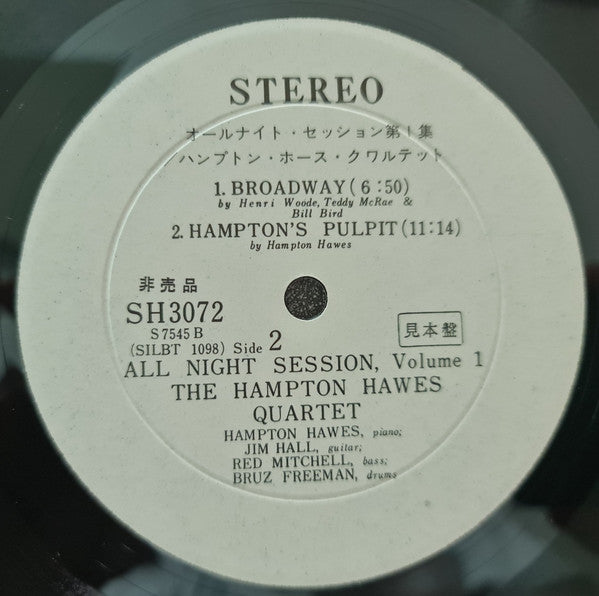 STEREO
オールナイト・セッション第1集
ハンプトン・ホース・クワルテット
1. BROADWAY (6:50)
by Henri Woode, Teddy McRae &
Bill Bird
2. HAMPTON'S PULPIT (11:14)
by Hampton Hawes
非売品
SH3072
S7545B
(SILBT 1098) Side 2
見本盤
ALL NIGHT SESSION, Volume 1
THE HAMPTON HAWES
QUARTET
HAMPTON HAWES, piano;
JIM HALL, guitar;
RED MITCHELL, bass;
BRUZ FREEMAN, drums